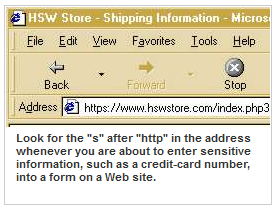 HSW Store - Shipping Information - Micros
File Edit View Favorites Tools Help
Back Forward Stop
Address https://www.hswstore.com/index.php3
Look for the "s" after "http" in the address
whenever you are about to enter sensitive
information, such as a credit-card number,
into a form on a Web site.